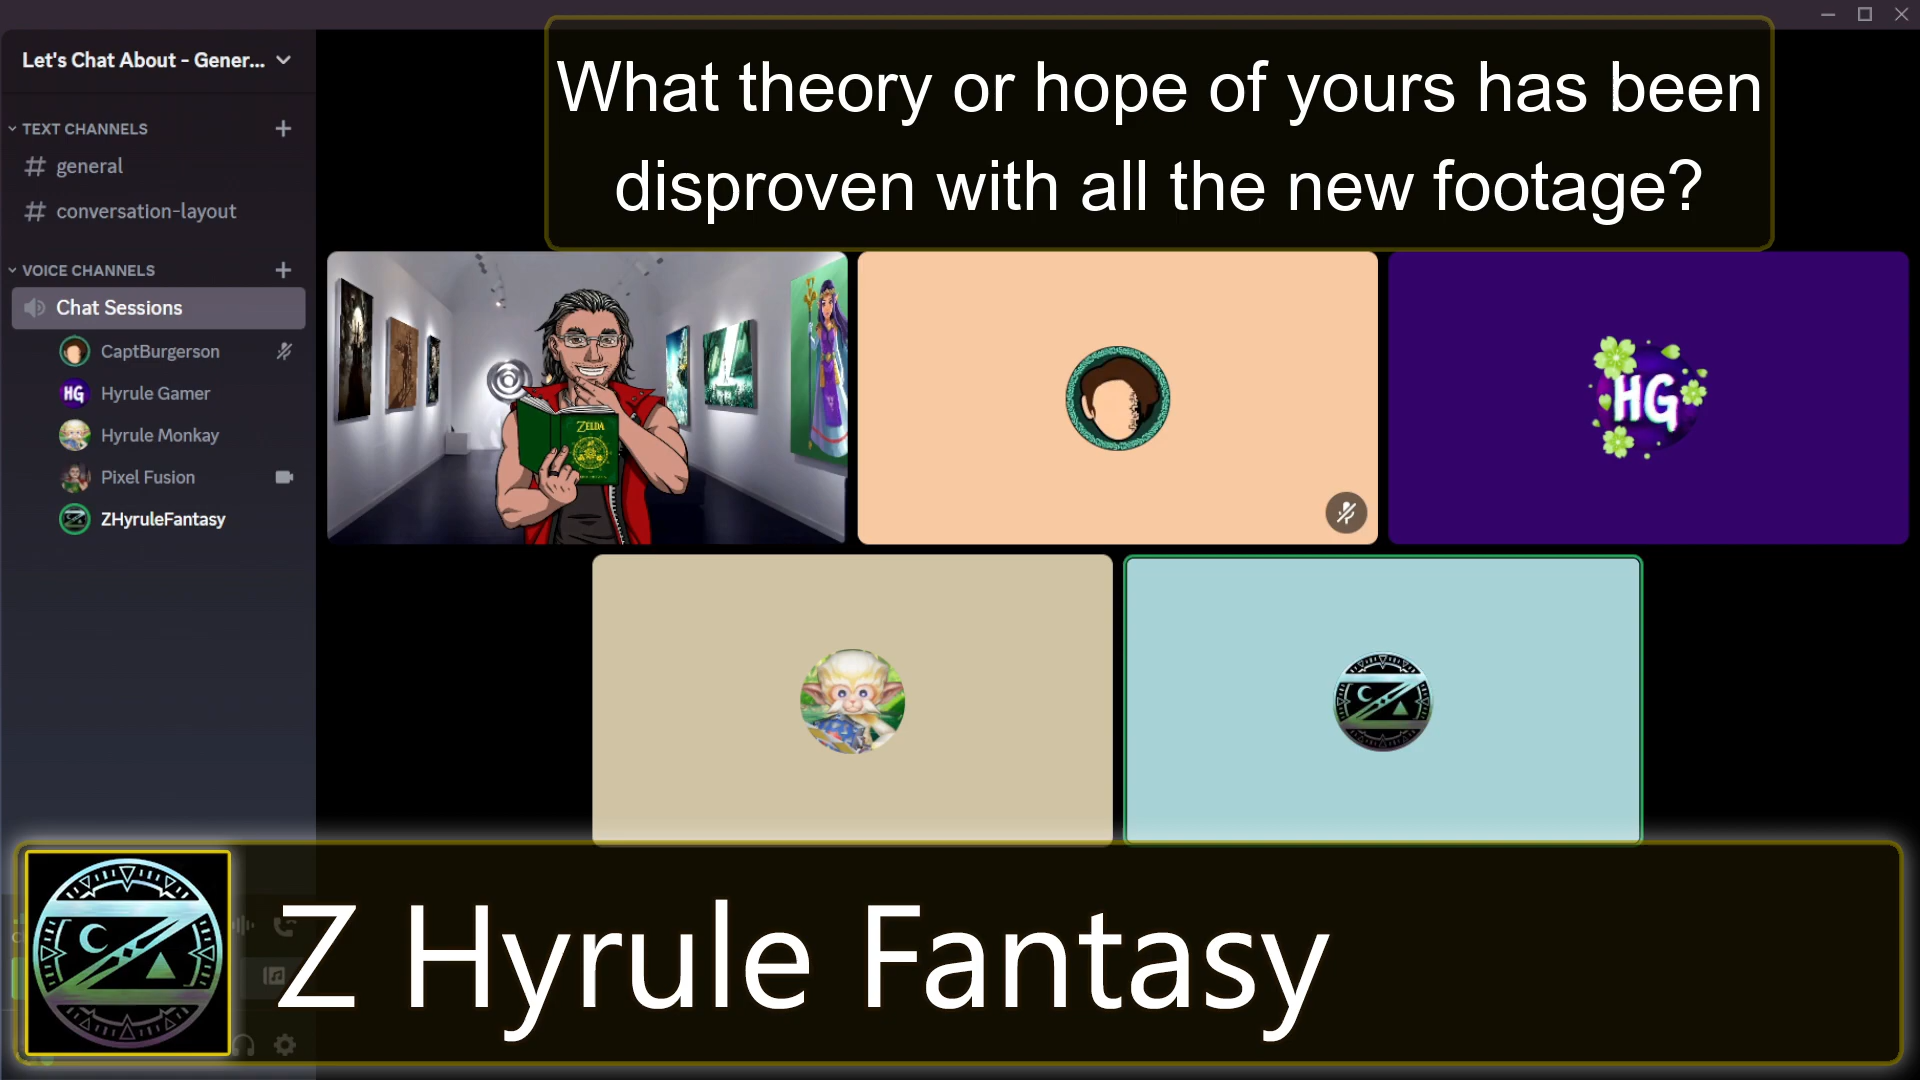 Let's Chat About - Gener...
TEXT CHANNELS
general
conversation-layout
VOICE CHANNELS
Chat Sessions
CaptBurgerson
HG
Hyrule Gamer
Hyrule Monkay
Pixel Fusion
ZHyruleFantasy
What theory or hope of yours has been
disproven with all the new footage?
ZELDA
HG
Z Hyrule Fantasy